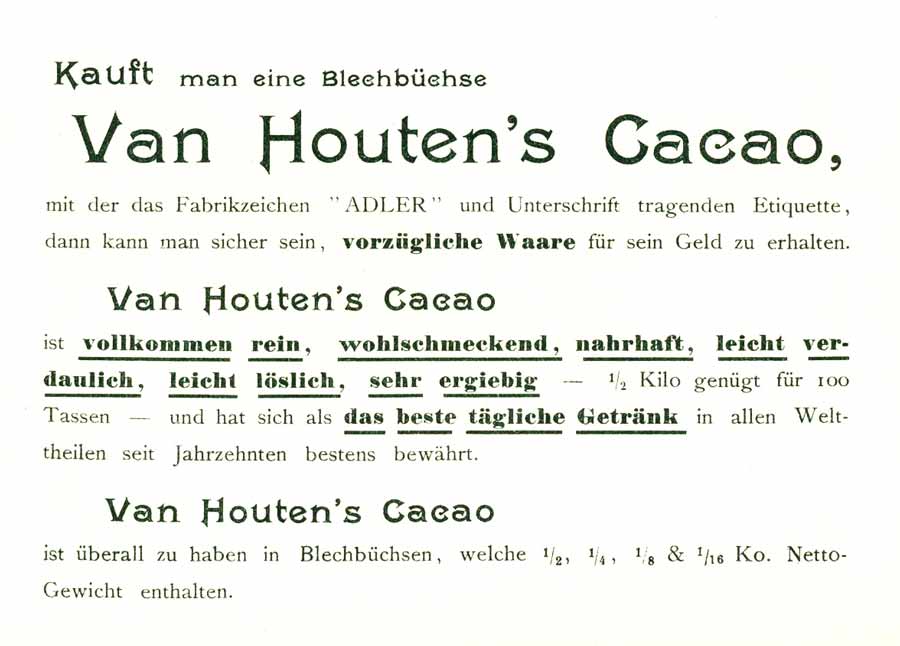 Kauft man eine Blechbüchse
Van Houten's Cacao,
mit der das Fabrikzeichen "ADLER" und Unterschrift tragenden Etiquette,
dann kann man sicher sein, vorzügliche Waare für sein Geld zu erhalten.
Van Houten's Cacao
ist vollkommen rein, wohlschmeckend, nahrhaft, leicht ver-
daulich, leicht löslich, sehr ergiebig — 1/2 Kilo genügt für 100
Tassen — und hat sich als das beste tägliche Getränk in allen Welt-
theilen seit Jahrzehnten bestens bewährt.
Van Houten's Cacao
ist überall zu haben in Blechbüchsen, welche 1/2, 1/4, 1/8 & 1/16 Ko. Netto-
Gewicht enthalten.